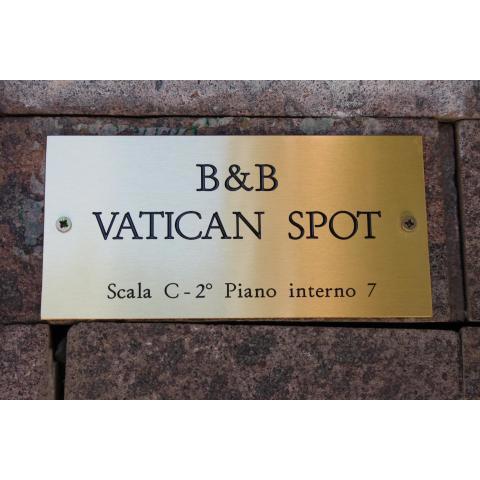 B&B
VATICAN SPOT
Scala C-2° Piano interno 7